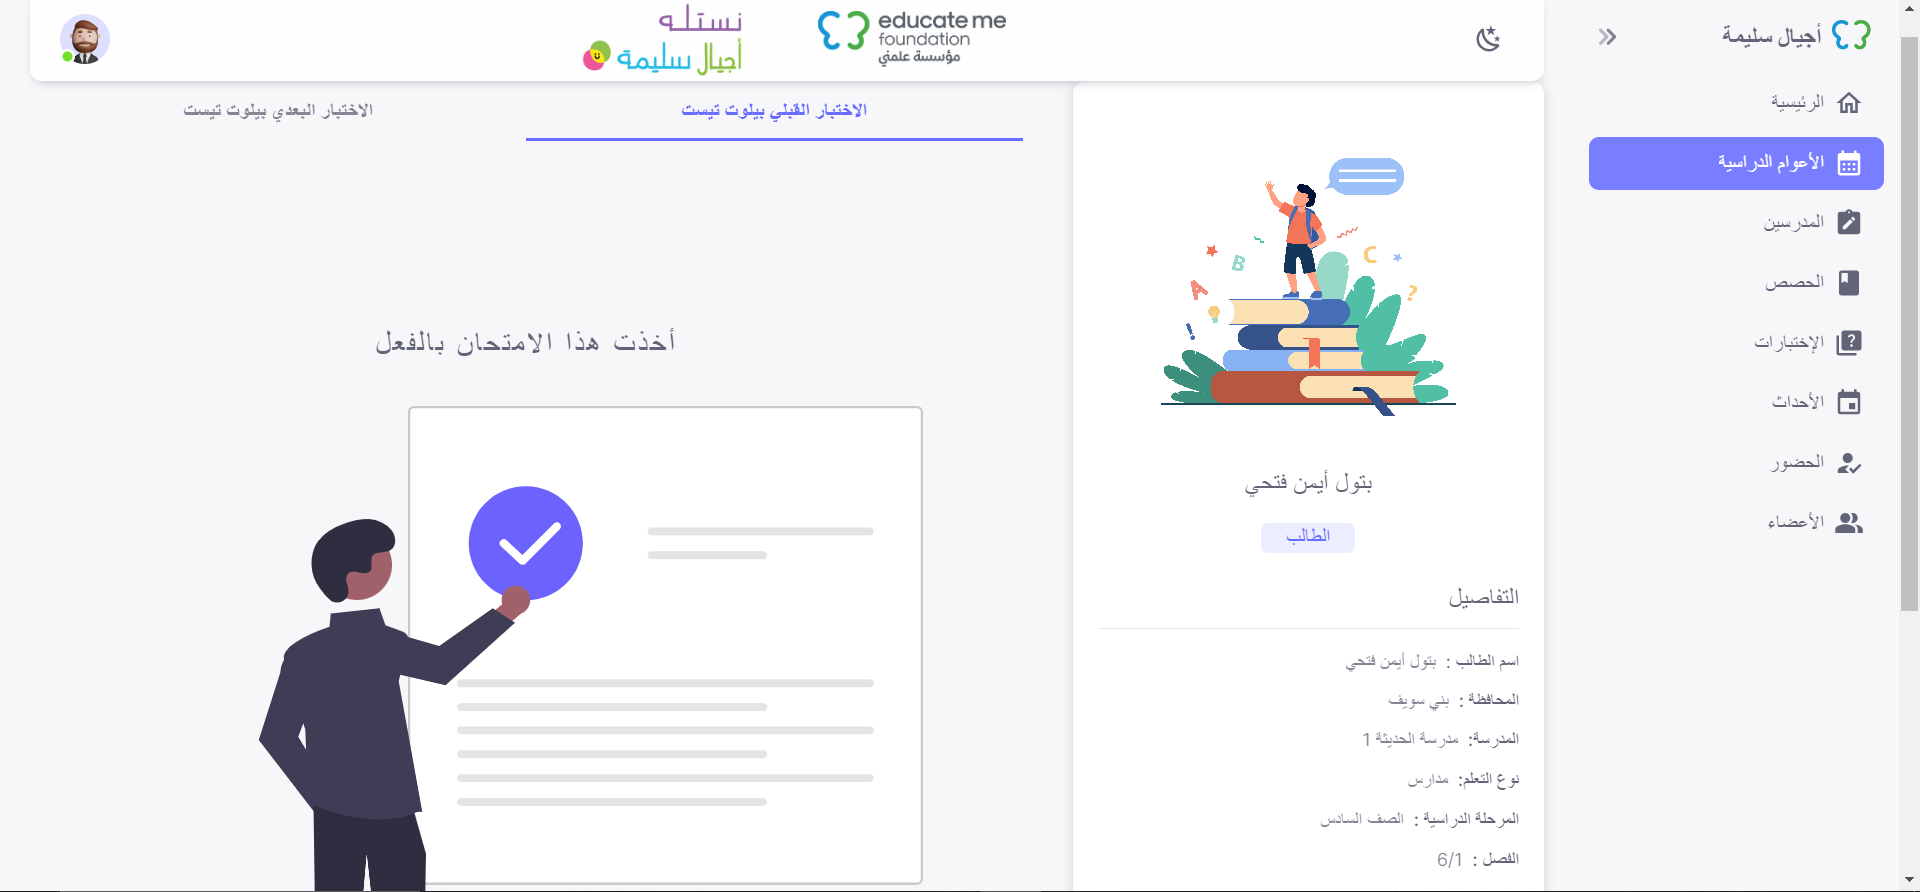 أجيال سليمة
الرئيسية
الأعوام الدراسية
المدرسين
الحصص
الإختبارات
الأحداث
الحضور
الأعضاء
educate me
foundation
مؤسسة علمني
نستله
أجيال سليمة
الاختبار القبلي بيلوت تيست
الاختبار البعدي بيلوت تيست
أخذت هذا الامتحان بالفعل
A
B
C
?
!
بتول أيمن فتحي
الطالب
التفاصيل
اسم الطالب : بتول أيمن فتحي
المحافظة : بني سويف
المدرسة: مدرسة الحديثة 1
نوع التعلم: مدارس
المرحلة الدراسية : الصف السادس
الفصل : 6/1